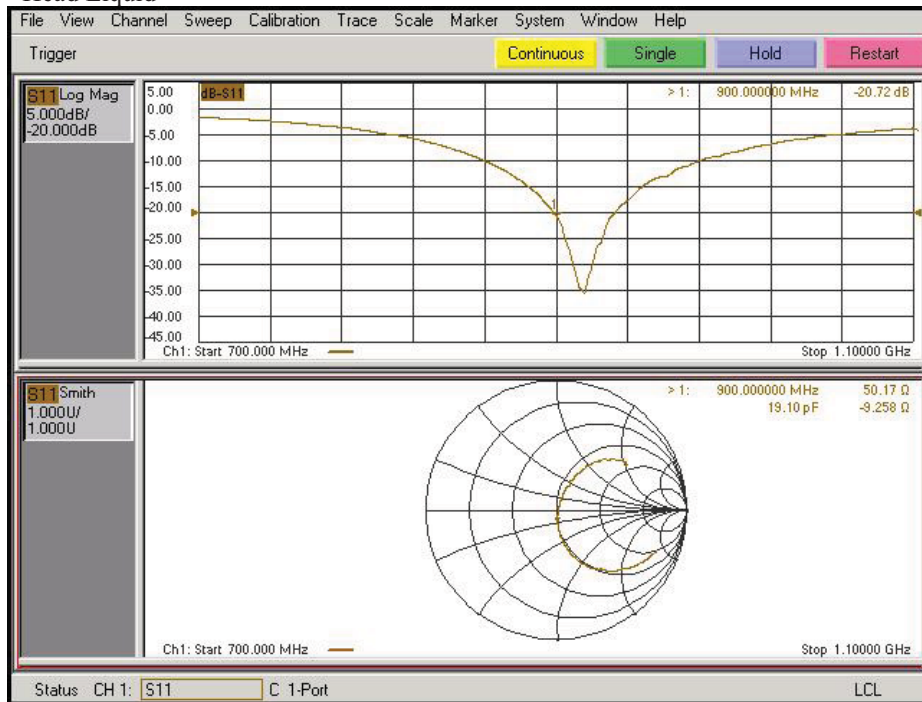 Head Liquid
File View Channel Sweep Calibration Trace Scale Marker System Window Help
Trigger Continuous Single Hold Restart
S11 Log Mag
5.000dB/
-20.000dB
dB-S11
> 1: 900.000000 MHz -20.72 dB
5.00
0.00
-5.00
-10.00
-15.00
-20.00
-25.00
-30.00
-35.00
-40.00
-45.00
1
Ch1: Start 700.000 MHz Stop 1.10000 GHz
S11 Smith
1.000U/
1.000U
> 1: 900.000000 MHz 50.17 Ω
19.10 pF -9.258 Ω
Ch1: Start 700.000 MHz Stop 1.10000 GHz
Status CH 1: S11 C 1-Port LCL